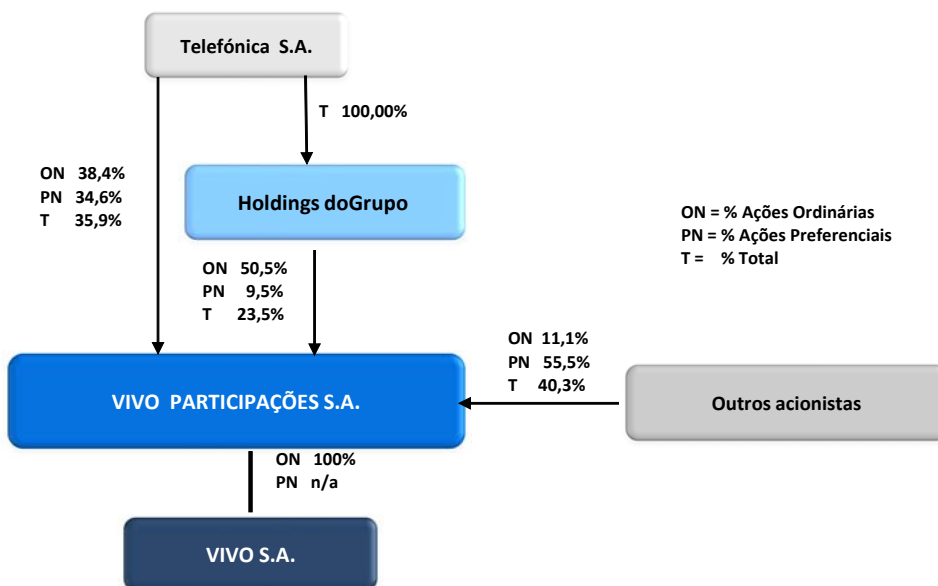 Telefónica S.A.
T 100,00%
ON 38,4%
PN 34,6%
T 35,9%
Holdings doGrupo
ON = % Ações Ordinárias
PN = % Ações Preferenciais
T = % Total
ON 50,5%
PN 9,5%
T 23,5%
ON 11,1%
PN 55,5%
T 40,3%
VIVO PARTICIPAÇÕES S.A.
Outros acionistas
ON 100%
PN n/a
VIVO S.A.